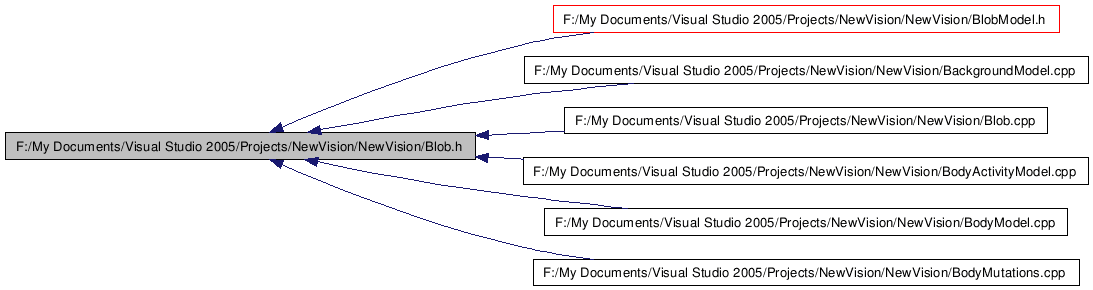 F:/My Documents/Visual Studio 2005/Projects/NewVision/NewVision/BlobModel.h
F:/My Documents/Visual Studio 2005/Projects/NewVision/NewVision/BackgroundModel.cpp
F:/My Documents/Visual Studio 2005/Projects/NewVision/NewVision/Blob.cpp
F:/My Documents/Visual Studio 2005/Projects/NewVision/NewVision/Blob.h
F:/My Documents/Visual Studio 2005/Projects/NewVision/NewVision/BodyActivityModel.cpp
F:/My Documents/Visual Studio 2005/Projects/NewVision/NewVision/BodyModel.cpp
F:/My Documents/Visual Studio 2005/Projects/NewVision/NewVision/BodyMutations.cpp